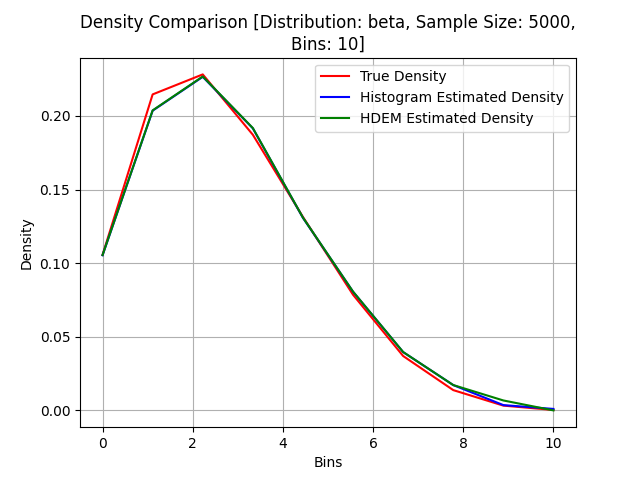 Density Comparison [Distribution: beta, Sample Size: 5000,
Bins: 10]
True Density
Histogram Estimated Density
HDEM Estimated Density
Density
0.20
0.15
0.10
0.05
0.00
0 2 4 6 8 10
Bins